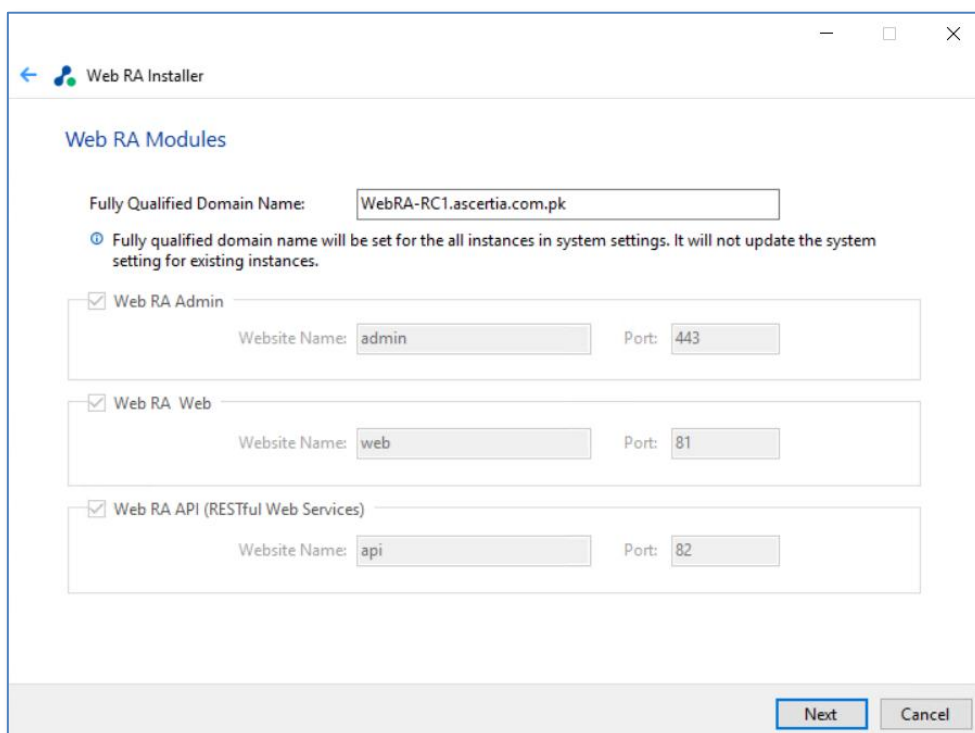 Web RA Installer
Web RA Modules
Fully Qualified Domain Name: WebRA-RC1.ascertia.com.pk
Fully qualified domain name will be set for the all instances in system settings. It will not update the system
setting for existing instances.
Web RA Admin
Website Name: admin Port: 443
Web RA Web
Website Name: web Port: 81
Web RA API (RESTful Web Services)
Website Name: api Port: 82
Next Cancel